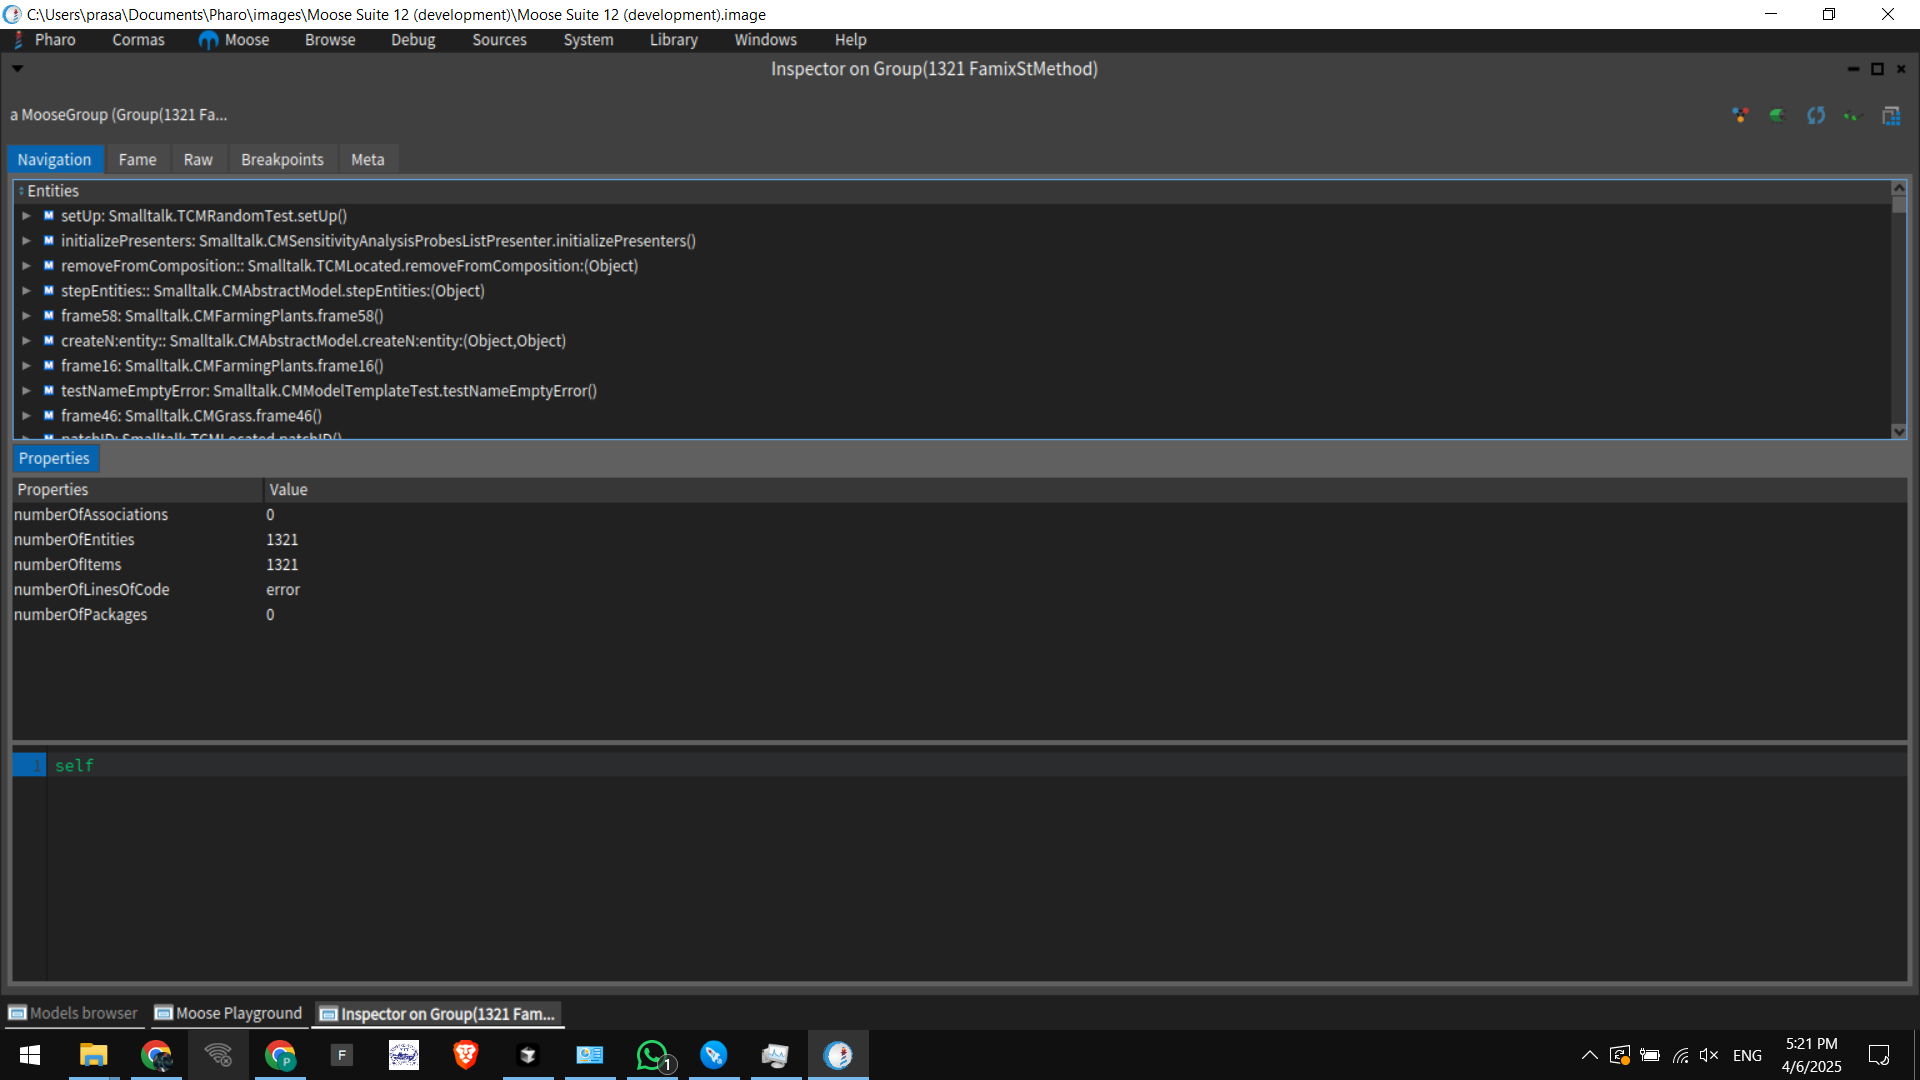 C:\Users\prasa\Documents\Pharo\images\Moose Suite 12 (development)\Moose Suite 12 (development).image
Pharo Cormas Moose Browse Debug Sources System Library Windows Help
Inspector on Group(1321 FamixStMethod)
a MooseGroup (Group(1321 Fa...
Navigation Fame Raw Breakpoints Meta
Entities
M setUp: Smalltalk.TCMRandomTest.setUp()
M initializePresenters: Smalltalk.CMSensitivityAnalysisProbesListPresenter.initializePresenters()
M removeFromComposition:: Smalltalk.TCMLocated.removeFromComposition:(Object)
M stepEntities:: Smalltalk.CMAbstractModel.stepEntities:(Object)
M frame58: Smalltalk.CMFarmingPlants.frame58()
M createN:entity:: Smalltalk.CMAbstractModel.createN:entity:(Object,Object)
M frame16: Smalltalk.CMFarmingPlants.frame16()
M testNameEmptyError: Smalltalk.CMModelTemplateTest.testNameEmptyError()
M frame46: Smalltalk.CMGrass.frame46()
M patchID: Smalltalk.TCMLocated.patchID()
Properties
Properties Value
numberOfAssociations 0
numberOfEntities 1321
numberOfItems 1321
numberOfLinesOfCode error
numberOfPackages 0
1 self
Models browser Moose Playground Inspector on Group(1321 Fam...
F P 1 ENG 5:21 PM
4/6/2025